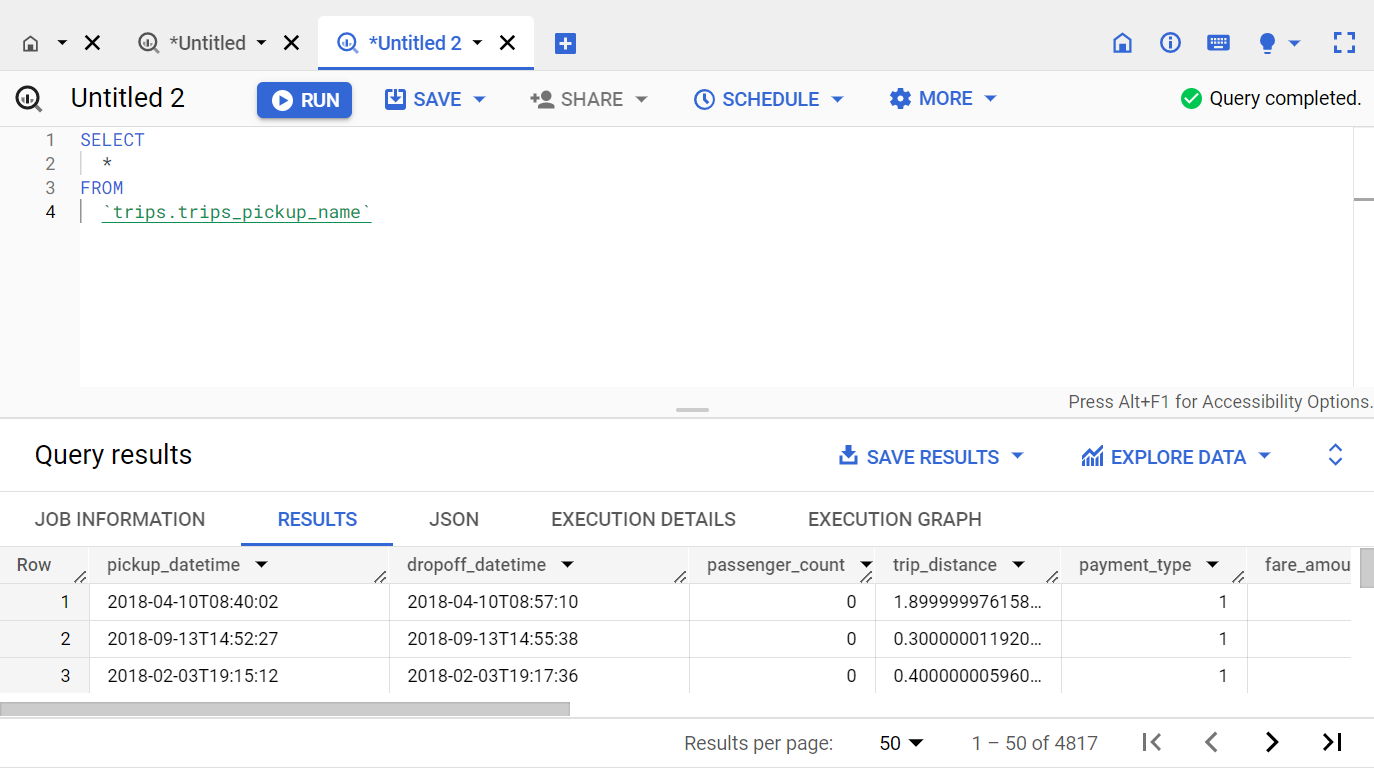 *Untitled *Untitled 2
Untitled 2 RUN SAVE SHARE SCHEDULE MORE Query completed.
1 SELECT
2 *
3 FROM
4 `trips.trips_pickup_name`
Press Alt+F1 for Accessibility Options.
Query results SAVE RESULTS EXPLORE DATA
JOB INFORMATION RESULTS JSON EXECUTION DETAILS EXECUTION GRAPH
Row pickup_datetime dropoff_datetime passenger_count trip_distance payment_type fare_amou
1 2018-04-10T08:40:02 2018-04-10T08:57:10 0 1.899999976158... 1
2 2018-09-13T14:52:27 2018-09-13T14:55:38 0 0.300000011920... 1
3 2018-02-03T19:15:12 2018-02-03T19:17:36 0 0.400000005960... 1
Results per page: 50 1 – 50 of 4817